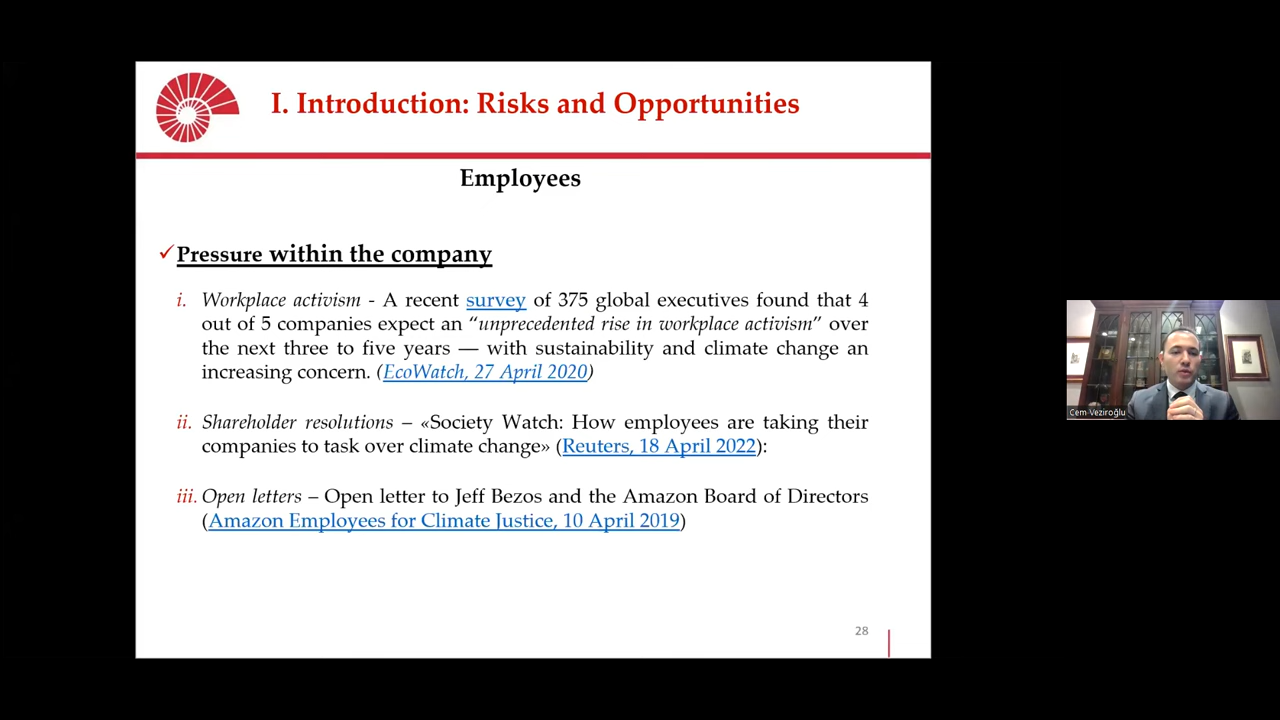 I. Introduction: Risks and Opportunities
Employees
✓Pressure within the company
i. Workplace activism - A recent survey of 375 global executives found that 4
out of 5 companies expect an “unprecedented rise in workplace activism” over
the next three to five years — with sustainability and climate change an
increasing concern. (EcoWatch, 27 April 2020)
ii. Shareholder resolutions – «Society Watch: How employees are taking their
companies to task over climate change» (Reuters, 18 April 2022):
iii. Open letters – Open letter to Jeff Bezos and the Amazon Board of Directors
(Amazon Employees for Climate Justice, 10 April 2019)
28
Cem Veziroğlu